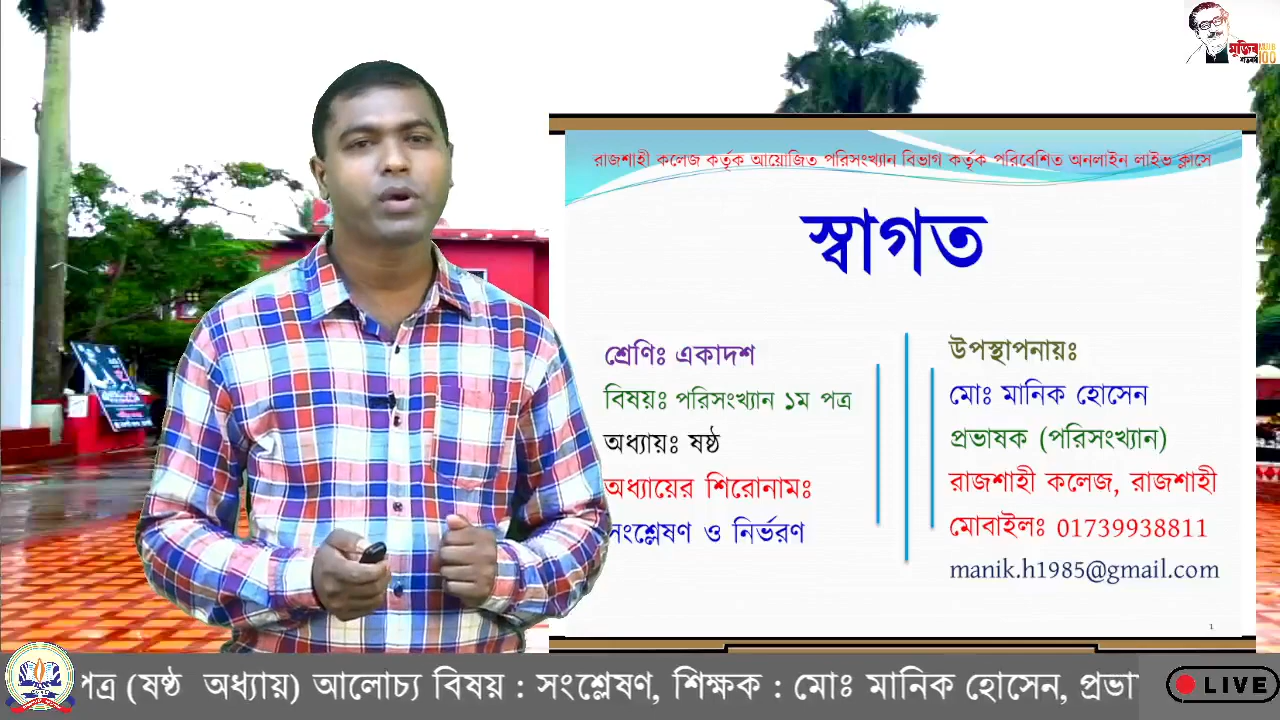 মুজিব
শতবর্ষ
100
রাজশাহী কলেজ কর্তৃক আয়োজিত পরিসংখ্যান বিভাগ কর্তৃক পরিবেশিত অনলাইন লাইভ ক্লাসে
স্বাগত
শ্রেণিঃ একাদশ
বিষয়ঃ পরিসংখ্যান ১ম পত্র
অধ্যায়ঃ ষষ্ঠ
অধ্যায়ের শিরোনামঃ
সংশ্লেষণ ও নির্ভরণ
উপস্থাপনায়ঃ
মোঃ মানিক হোসেন
প্রভাষক (পরিসংখ্যান)
রাজশাহী কলেজ, রাজশাহী
মোবাইলঃ 01739938811
manik.h1985@gmail.com
1
পত্র (ষষ্ঠ অধ্যায়) আলোচ্য বিষয় : সংশ্লেষণ, শিক্ষক : মোঃ মানিক হোসেন, প্রভা
LIVE